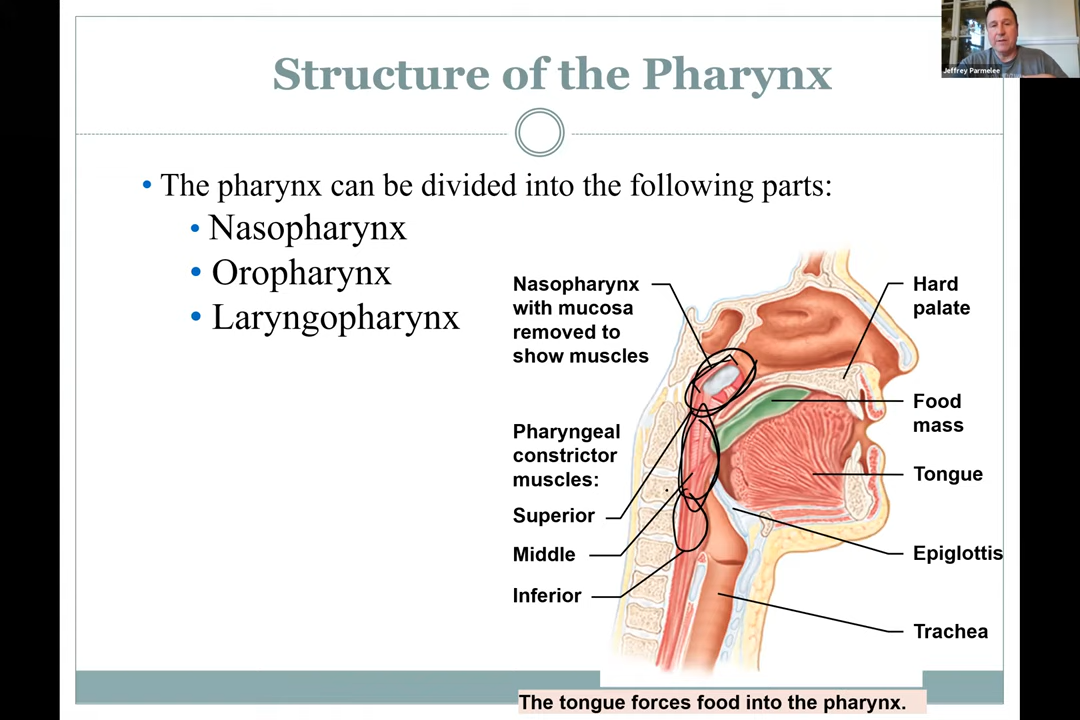 Jeffrey Parmelee
Structure of the Pharynx
• The pharynx can be divided into the following parts:
• Nasopharynx
• Oropharynx
• Laryngopharynx
Nasopharynx
with mucosa
removed to
show muscles
Pharyngeal
constrictor
muscles:
Superior
Middle
Inferior
Hard
palate
Food
mass
Tongue
Epiglottis
Trachea
The tongue forces food into the pharynx.